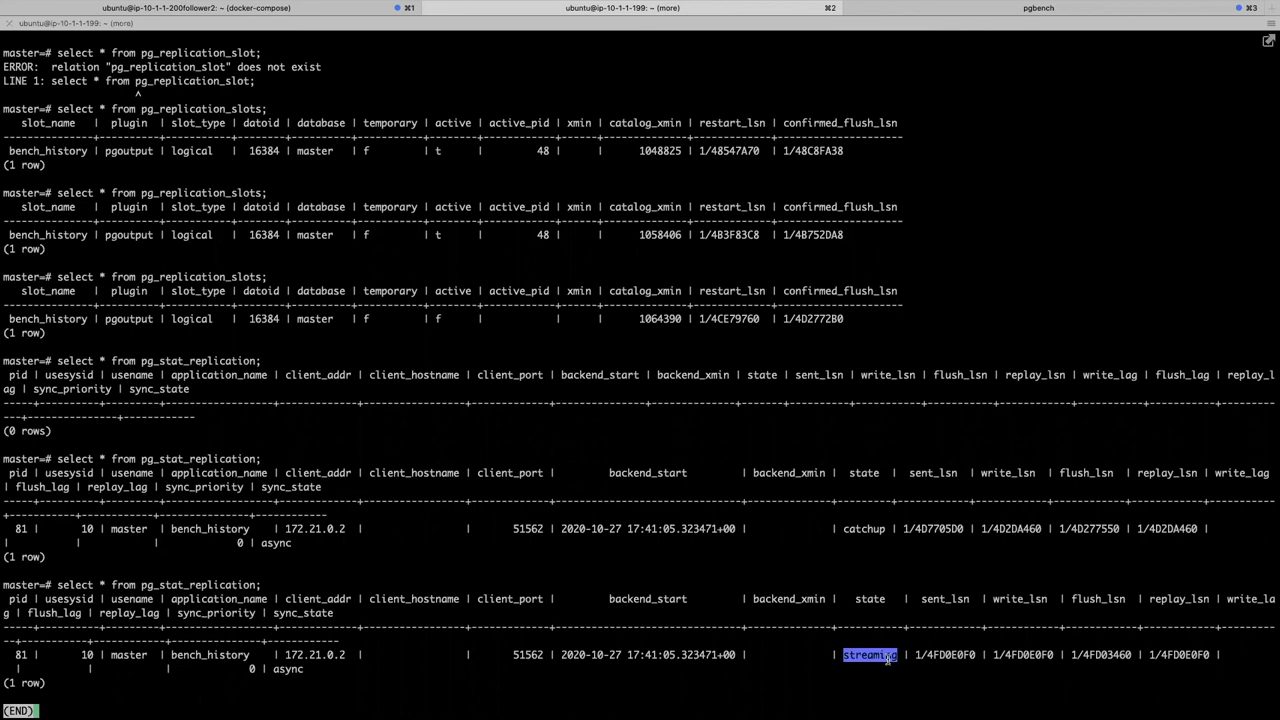 ubuntu@ip-10-1-1-200follower2: ~ (docker-compose) ⌘1 ubuntu@ip-10-1-1-199: ~ (more) ⌘2 pgbench ⌘3
ubuntu@ip-10-1-1-199: ~ (more)
master=# select * from pg_replication_slot;
ERROR:  relation "pg_replication_slot" does not exist
LINE 1: select * from pg_replication_slot;
^
master=# select * from pg_replication_slots;
slot_name | plugin | slot_type | datoid | database | temporary | active | active_pid | xmin | catalog_xmin | restart_lsn | confirmed_flush_lsn
bench_history | pgoutput | logical | 16384 | master | f | t | 48 | | 1048825 | 1/48547A70 | 1/48C8FA38
(1 row)
master=# select * from pg_replication_slots;
slot_name | plugin | slot_type | datoid | database | temporary | active | active_pid | xmin | catalog_xmin | restart_lsn | confirmed_flush_lsn
bench_history | pgoutput | logical | 16384 | master | f | t | 48 | | 1058406 | 1/4B3F83C8 | 1/4B752DA8
(1 row)
master=# select * from pg_replication_slots;
slot_name | plugin | slot_type | datoid | database | temporary | active | active_pid | xmin | catalog_xmin | restart_lsn | confirmed_flush_lsn
bench_history | pgoutput | logical | 16384 | master | f | f | | | 1064390 | 1/4CE79760 | 1/4D2772B0
(1 row)
master=# select * from pg_stat_replication;
pid | usesysid | usename | application_name | client_addr | client_hostname | client_port | backend_start | backend_xmin | state | sent_lsn | write_lsn | flush_lsn | replay_lsn | write_lag | flush_lag | replay_l
ag | sync_priority | sync_state
(0 rows)
master=# select * from pg_stat_replication;
pid | usesysid | usename | application_name | client_addr | client_hostname | client_port | backend_start | backend_xmin | state | sent_lsn | write_lsn | flush_lsn | replay_lsn | write_lag
| flush_lag | replay_lag | sync_priority | sync_state
81 | 10 | master | bench_history | 172.21.0.2 | | 51562 | 2020-10-27 17:41:05.323471+00 | | catchup | 1/4D7705D0 | 1/4D2DA460 | 1/4D277550 | 1/4D2DA460 |
| | | 0 | async
(1 row)
master=# select * from pg_stat_replication;
pid | usesysid | usename | application_name | client_addr | client_hostname | client_port | backend_start | backend_xmin | state | sent_lsn | write_lsn | flush_lsn | replay_lsn | write_la
g | flush_lag | replay_lag | sync_priority | sync_state
81 | 10 | master | bench_history | 172.21.0.2 | | 51562 | 2020-10-27 17:41:05.323471+00 | | streaming | 1/4FD0E0F0 | 1/4FD0E0F0 | 1/4FD03460 | 1/4FD0E0F0 |
| | | 0 | async
(1 row)
(END)